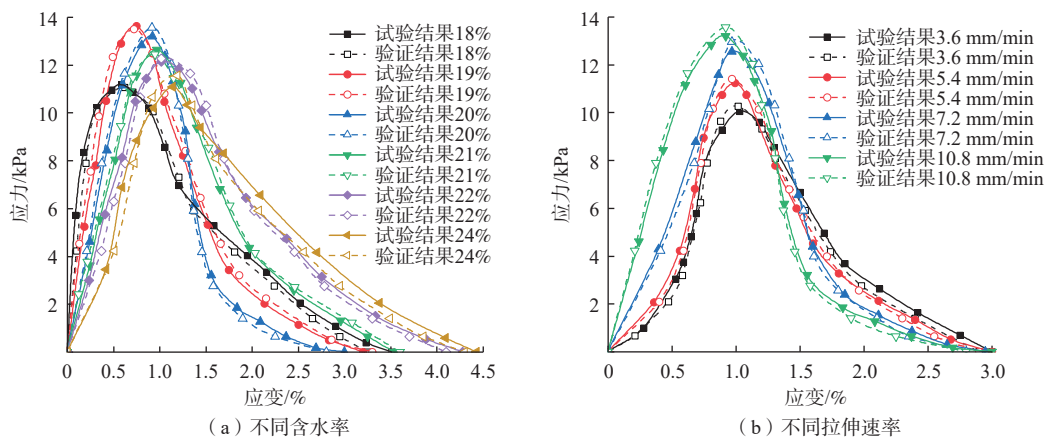 14
12
10
8
6
4
2
应力/kPa
0
0.5
1.0
1.5
2.0
2.5
3.0
3.5
4.0
4.5
应变/%
试验结果18%
验证结果18%
试验结果19%
验证结果19%
试验结果20%
验证结果20%
试验结果21%
验证结果21%
试验结果22%
验证结果22%
试验结果24%
验证结果24%
（a）不同含水率
14
12
10
8
6
4
2
应力/kPa
0
1.0
2.0
3.0
应变/%
试验结果3.6 mm/min
验证结果3.6 mm/min
试验结果5.4 mm/min
验证结果5.4 mm/min
试验结果7.2 mm/min
验证结果7.2 mm/min
试验结果10.8 mm/min
验证结果10.8 mm/min
（b）不同拉伸速率